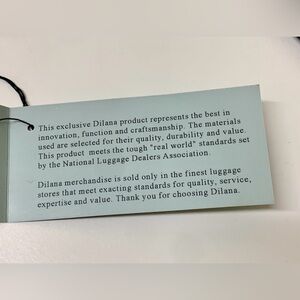 This exclusive Dilana product represents the best in
innovation, function and craftsmanship. The materials
used are selected for their quality, durability and value.
This product meets the tough "real world" standards set
by the National Luggage Dealers Association.
Dilana merchandise is sold only in the finest luggage
stores that meet exacting standards for quality, service,
expertise and value. Thank you for choosing Dilana.